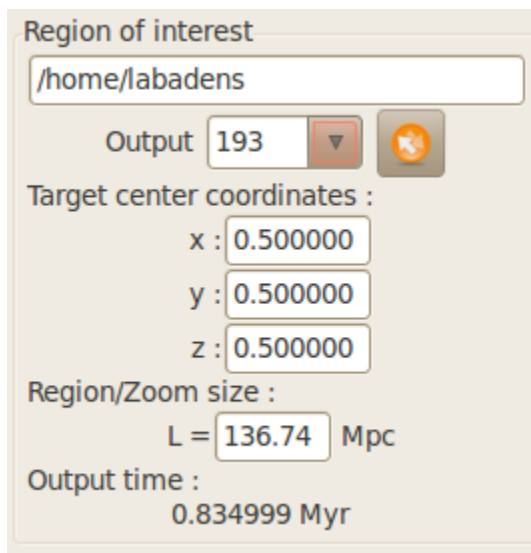 Region of interest
/home/labadens
Output 193
Target center coordinates :
x : 0.500000
y : 0.500000
z : 0.500000
Region/Zoom size :
L = 136.74 Mpc
Output time :
0.834999 Myr